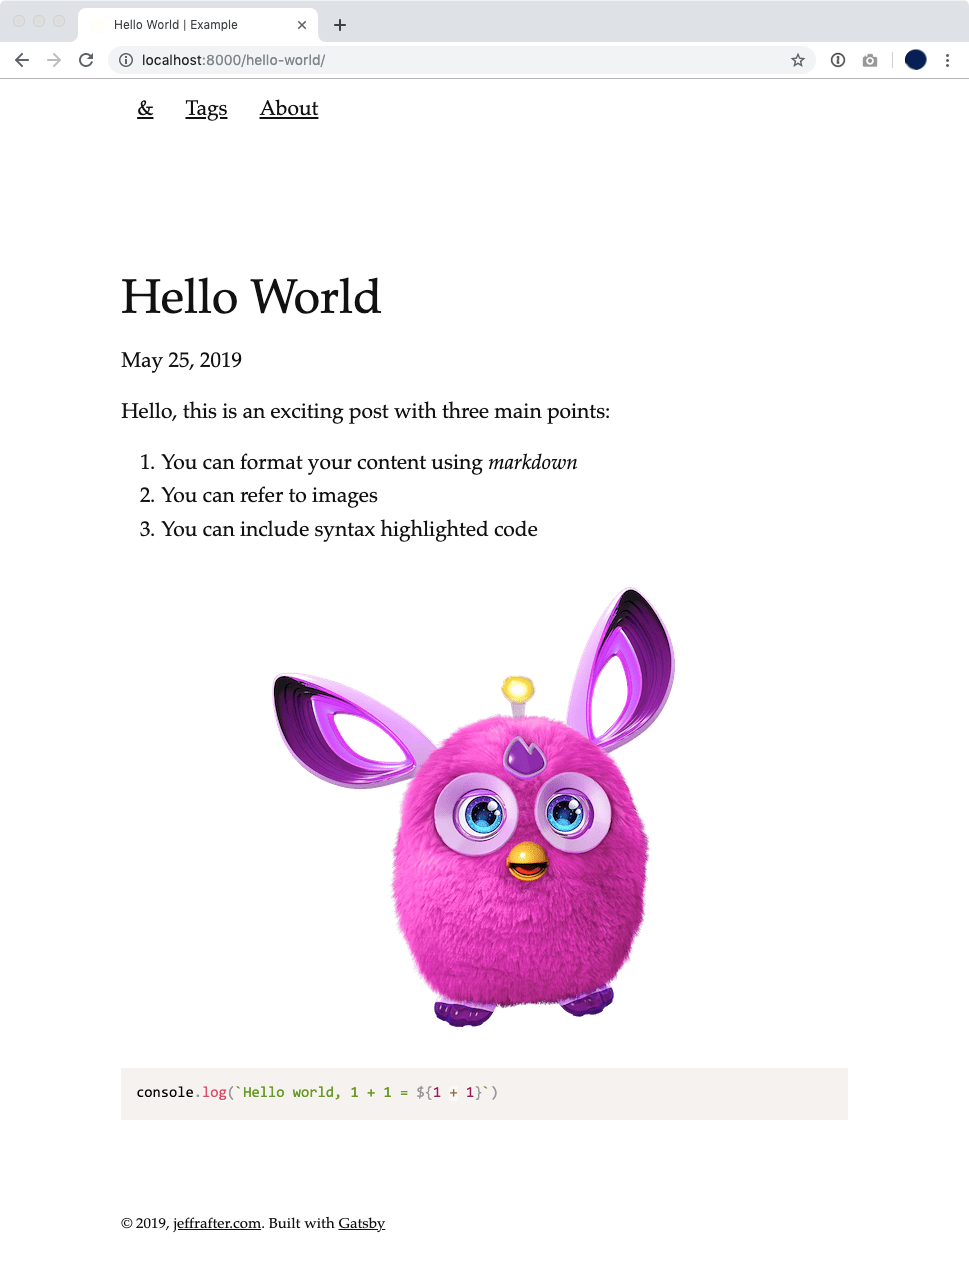 Hello World | Example
localhost:8000/hello-world/
& Tags About
Hello World
May 25, 2019
Hello, this is an exciting post with three main points:
1. You can format your content using markdown
2. You can refer to images
3. You can include syntax highlighted code
console.log(`Hello world, 1 + 1 = ${1 + 1}`)
© 2019, jeffrafter.com. Built with Gatsby